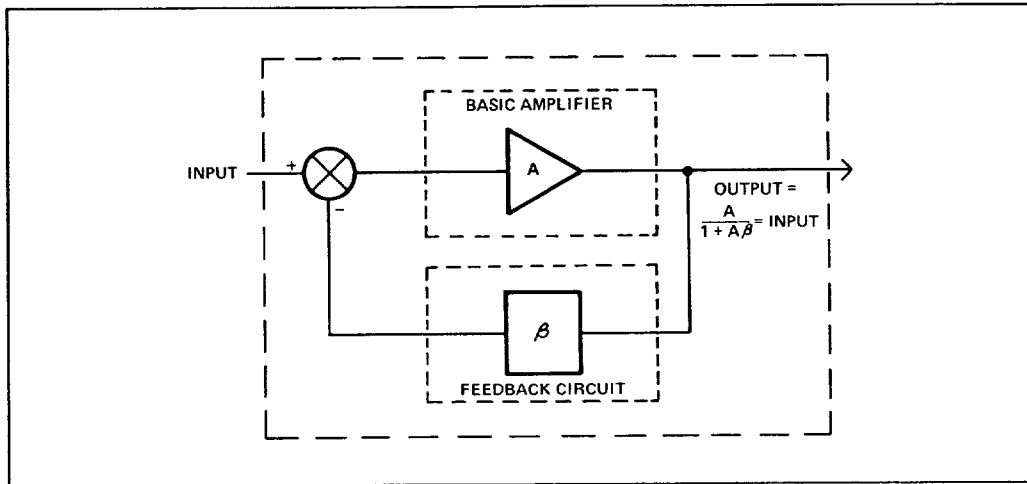 BASIC AMPLIFIER
INPUT
+
−
A
OUTPUT =
A
1 + Aβ = INPUT
β
FEEDBACK CIRCUIT